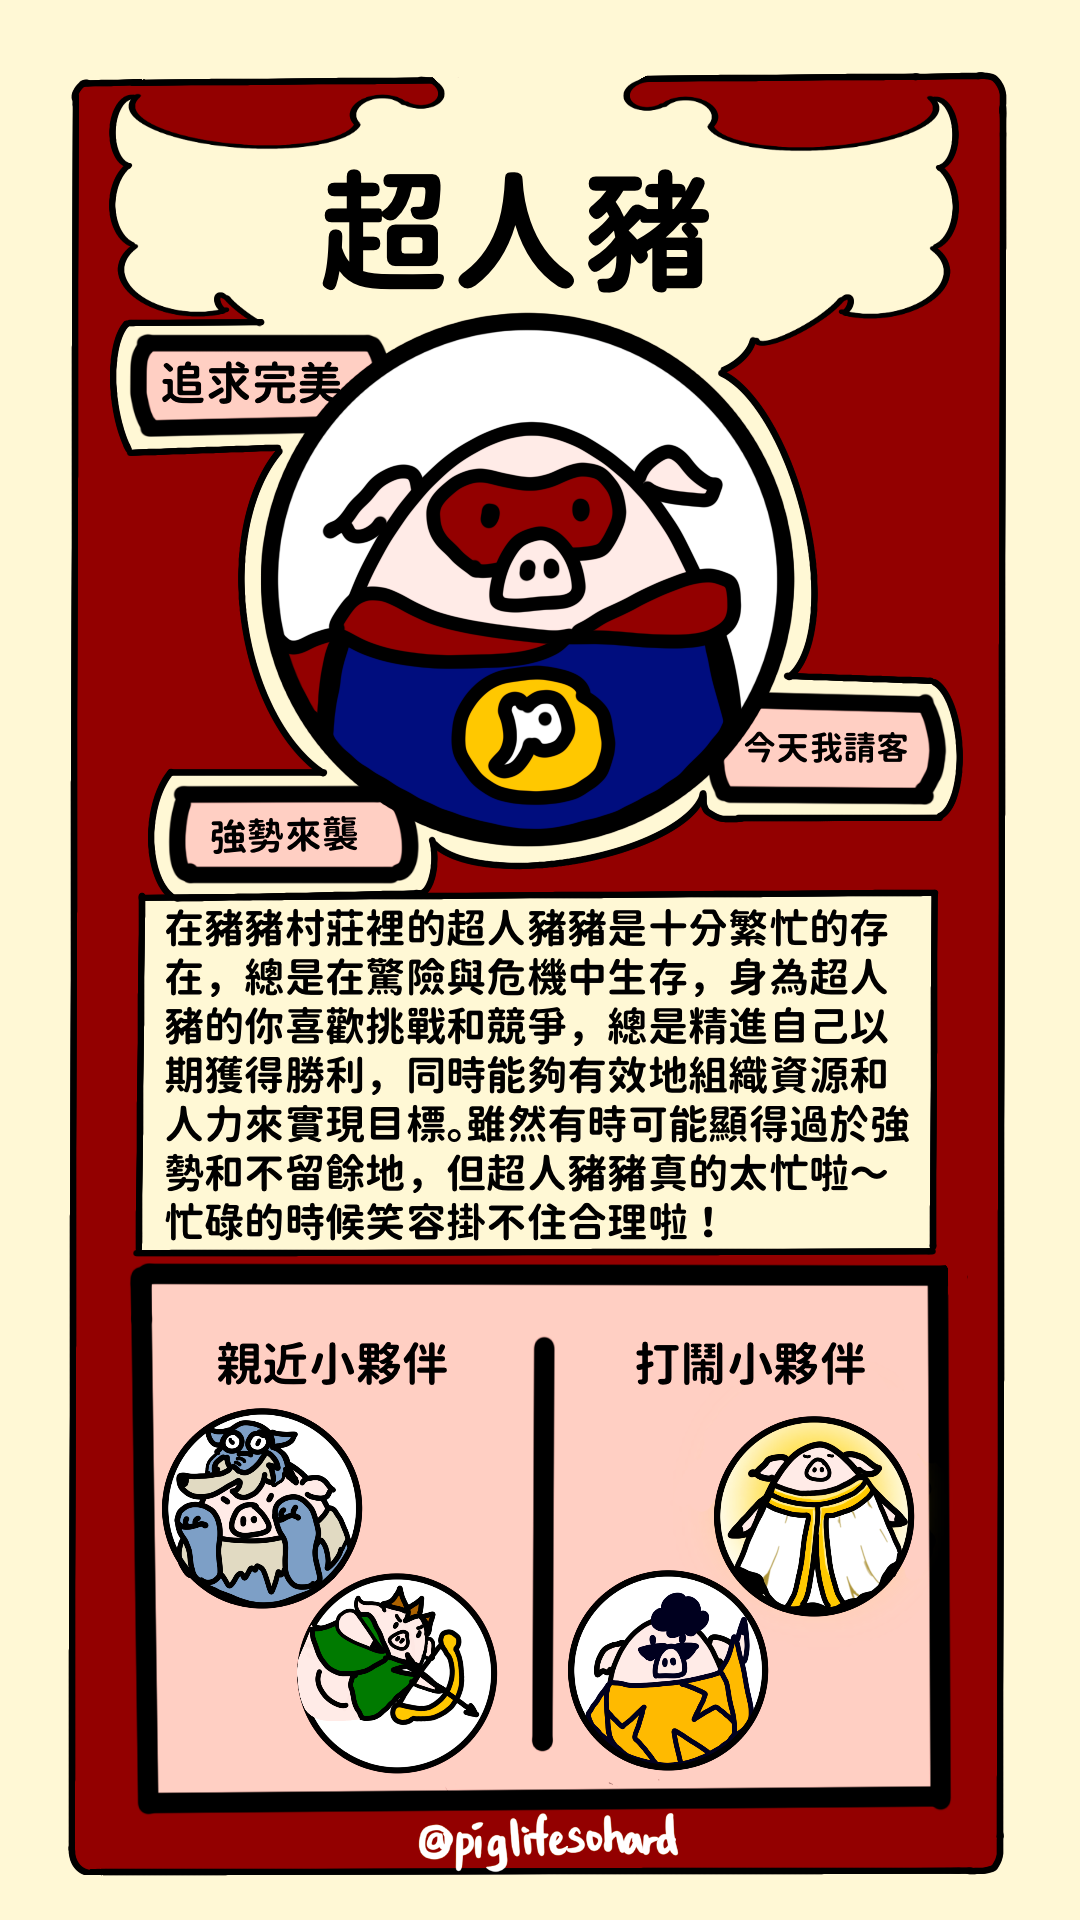 超人豬
追求完美
今天我請客
強勢來襲
在豬豬村莊裡的超人豬豬是十分繁忙的存
在，總是在驚險與危機中生存，身為超人
豬的你喜歡挑戰和競爭，總是精進自己以
期獲得勝利，同時能夠有效地組織資源和
人力來實現目標。雖然有時可能顯得過於強
勢和不留餘地，但超人豬豬真的太忙啦～
忙碌的時候笑容掛不住合理啦！
親近小夥伴
打鬧小夥伴
@piglifesohard